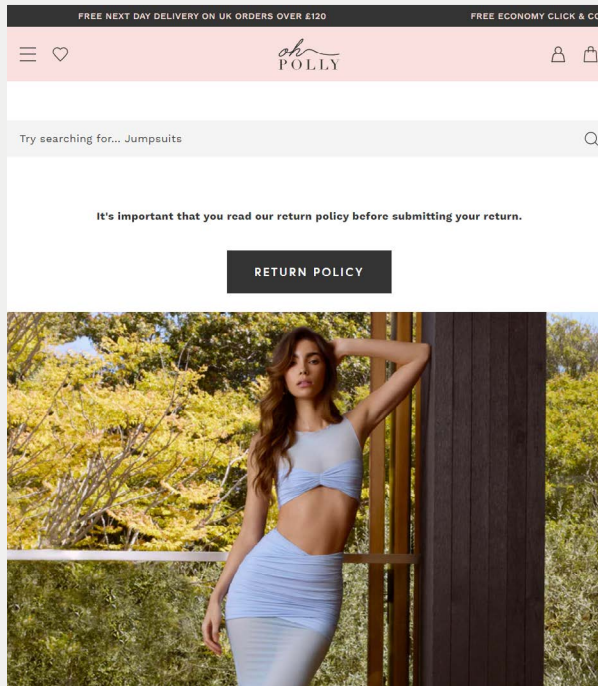 FREE NEXT DAY DELIVERY ON UK ORDERS OVER £120
FREE ECONOMY CLICK & CO
oh
POLLY
Try searching for... Jumpsuits
It's important that you read our return policy before submitting your return.
RETURN POLICY